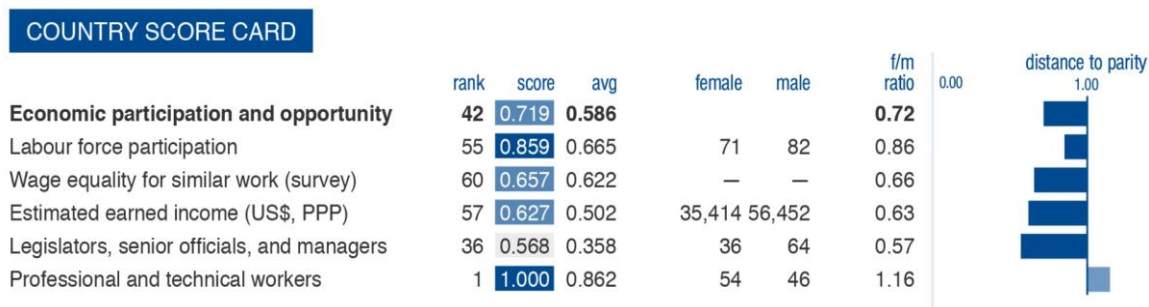 COUNTRY SCORE CARD
rank score avg female male f/m ratio 0.00 distance to parity 1.00
Economic participation and opportunity 42 0.719 0.586 0.72
Labour force participation 55 0.859 0.665 71 82 0.86
Wage equality for similar work (survey) 60 0.657 0.622 — — 0.66
Estimated earned income (US$, PPP) 57 0.627 0.502 35,414 56,452 0.63
Legislators, senior officials, and managers 36 0.568 0.358 36 64 0.57
Professional and technical workers 1 1.000 0.862 54 46 1.16